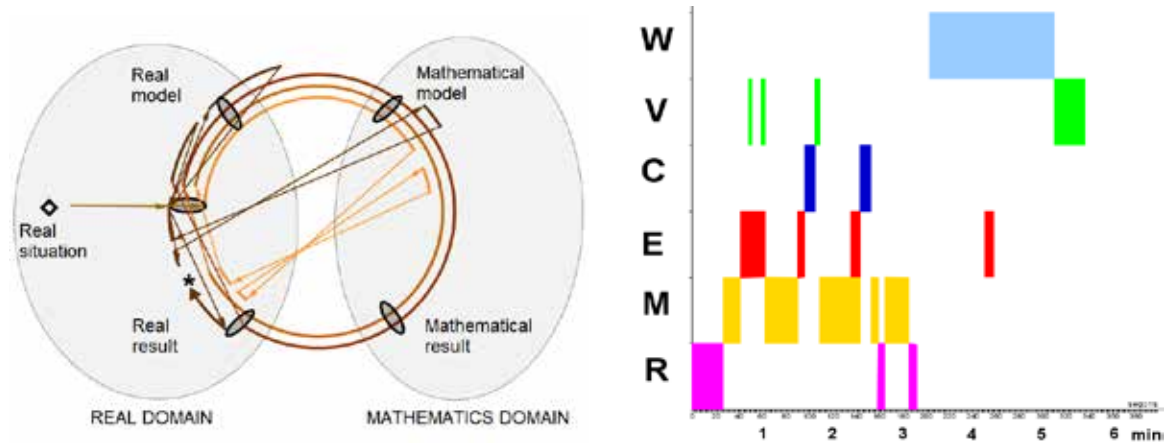 Real
model
Mathematical
model
Real
situation
*
Real
result
Mathematical
result
REAL DOMAIN
MATHEMATICS DOMAIN
W
V
C
E
M
R
1 2 3 4 5 6 min